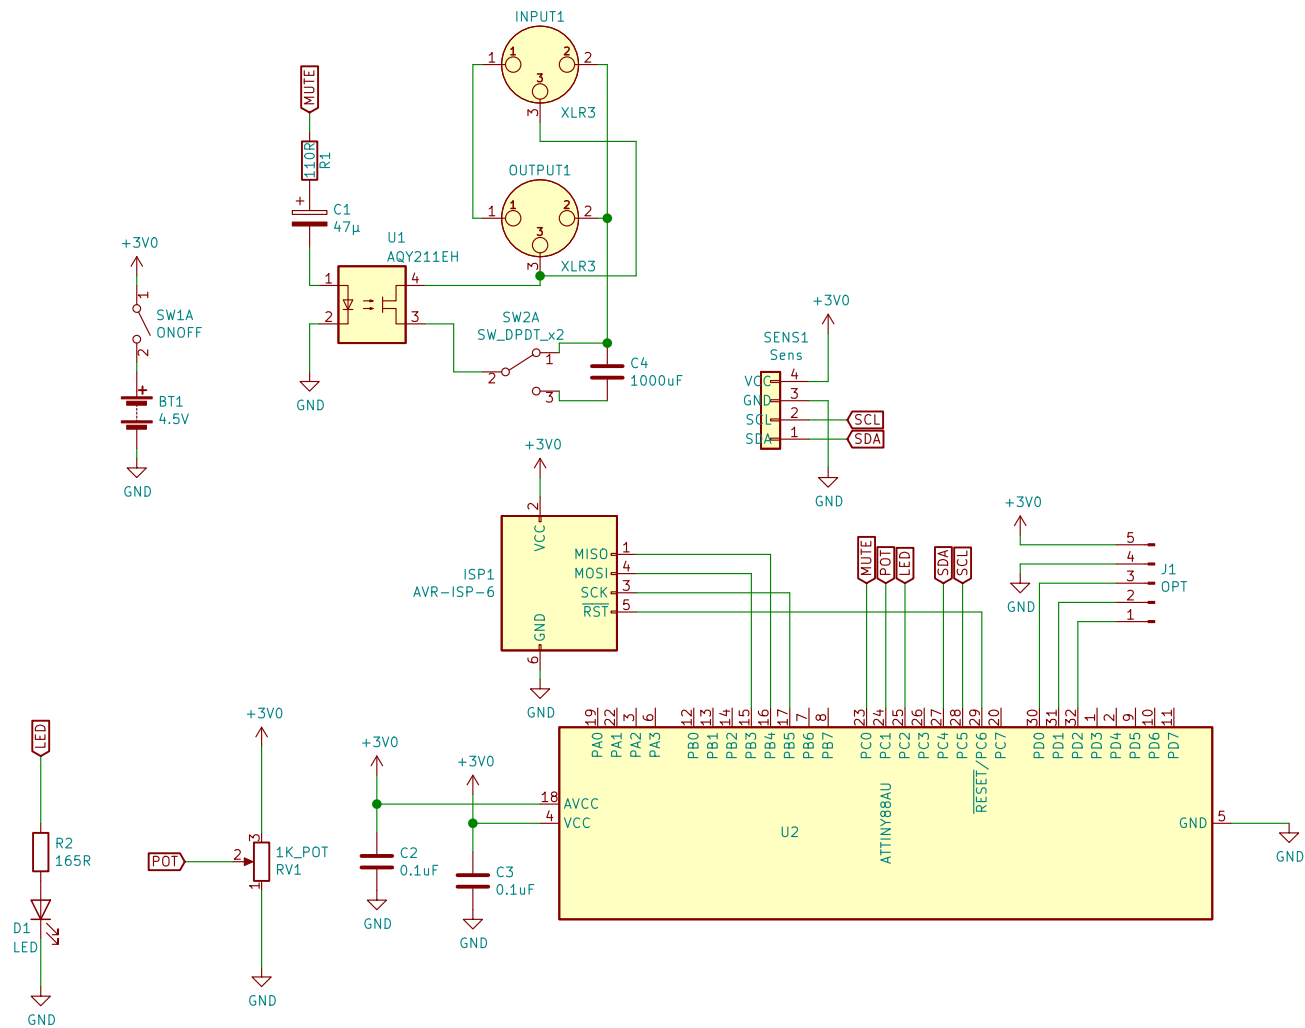 INPUT1
1
1
2
2
3
3
XLR3
MUTE
110R
R1
+
C1
47µ
OUTPUT1
1
1
2
2
3
3
XLR3
U1
AQY211EH
1
4
2
3
GND
+3V0
1
SW1A
ONOFF
2
+
BT1
4.5V
GND
SW2A
SW_DPDT_x2
1
2
3
C4
1000uF
+3V0
SENS1
Sens
VCC
4
GND
3
SCL
2
SCL
SDA
1
SDA
GND
+3V0
2
VCC
MISO
1
ISP1
MOSI
4
AVR-ISP-6
SCK
3
RST
5
GND
6
GND
MUTE
POT
LED
SDA
SCL
+3V0
5
4
3
2
1
J1
OPT
GND
19
22
3
6
12
13
14
15
16
17
7
8
23
24
25
26
27
28
29
20
30
31
32
1
2
9
10
11
PA0
PA1
PA2
PA3
PB0
PB1
PB2
PB3
PB4
PB5
PB6
PB7
PC0
PC1
PC2
PC3
PC4
PC5
RESET/PC6
PC7
PD0
PD1
PD2
PD3
PD4
PD5
PD6
PD7
18
AVCC
4
VCC
U2
ATTINY88AU
GND
5
GND
LED
R2
165R
D1
LED
GND
+3V0
3
POT
2
1K_POT
RV1
1
GND
+3V0
C2
0.1uF
GND
+3V0
C3
0.1uF
GND